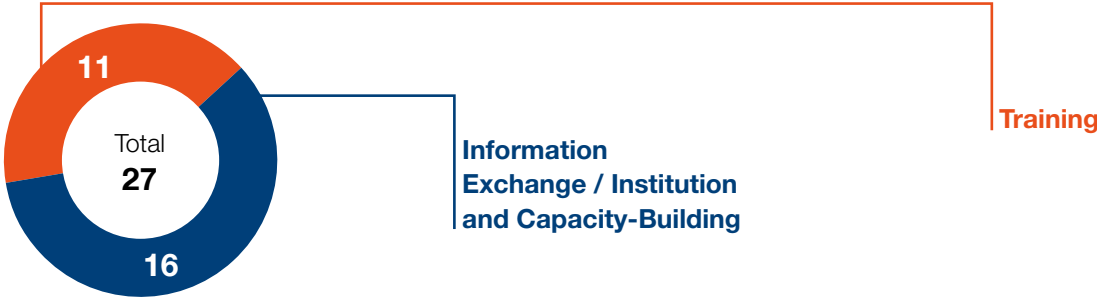 11
Total
27
16
Information
Exchange / Institution
and Capacity-Building
Training